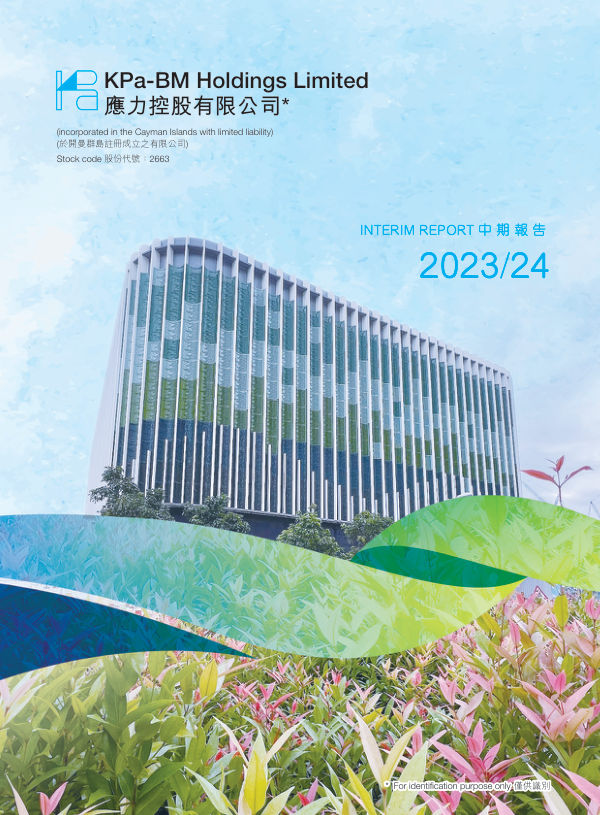 KPa-BM Holdings Limited
應力控股有限公司*
(incorporated in the Cayman Islands with limited liability)
(於開曼群島註冊成立之有限公司)
Stock code 股份代號：2663
INTERIM REPORT 中期報告
2023/24
* For identification purpose only 僅供識別